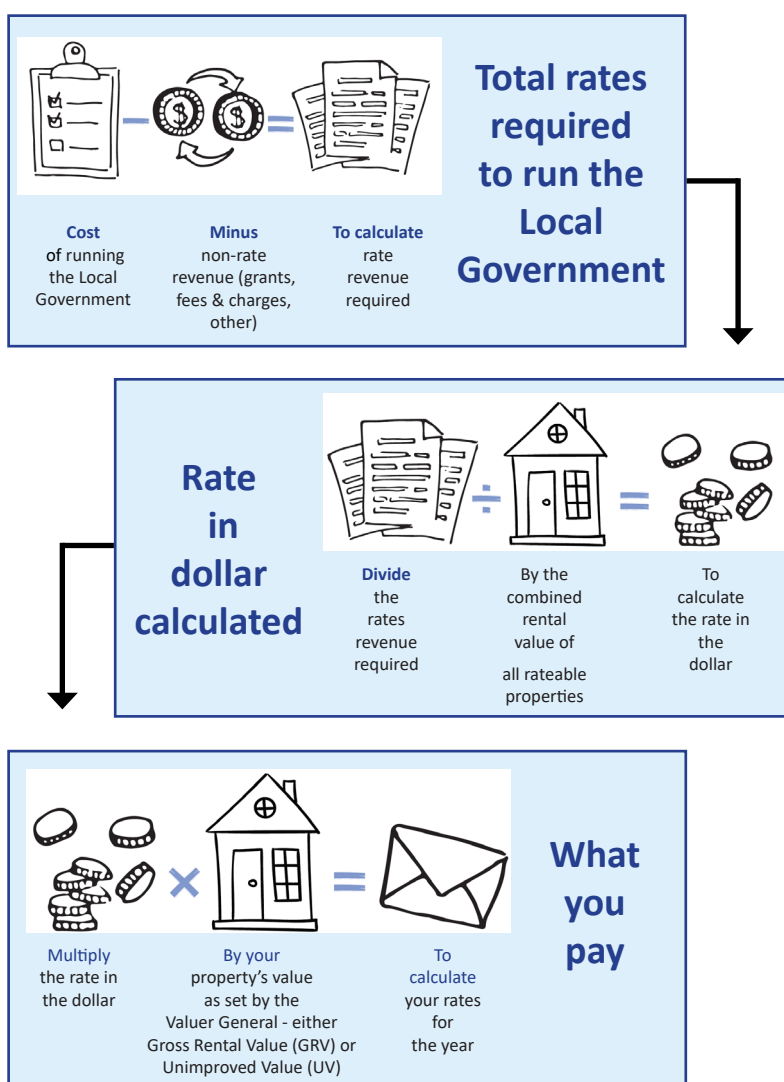 Total rates
required
to run the
Local
Government
$
$
Cost
of running
the Local
Government
Minus
non-rate
revenue (grants,
fees & charges,
other)
To calculate
rate
revenue
required
Rate
in
dollar
calculated
Divide
the
rates
revenue
required
By the
combined
rental
value of
all rateable
properties
To
calculate
the rate in
the
dollar
What
you
pay
Multiply
the rate in
the dollar
By your
property's value
as set by the
Valuer General - either
Gross Rental Value (GRV) or
Unimproved Value (UV)
To
calculate
your rates
for
the year